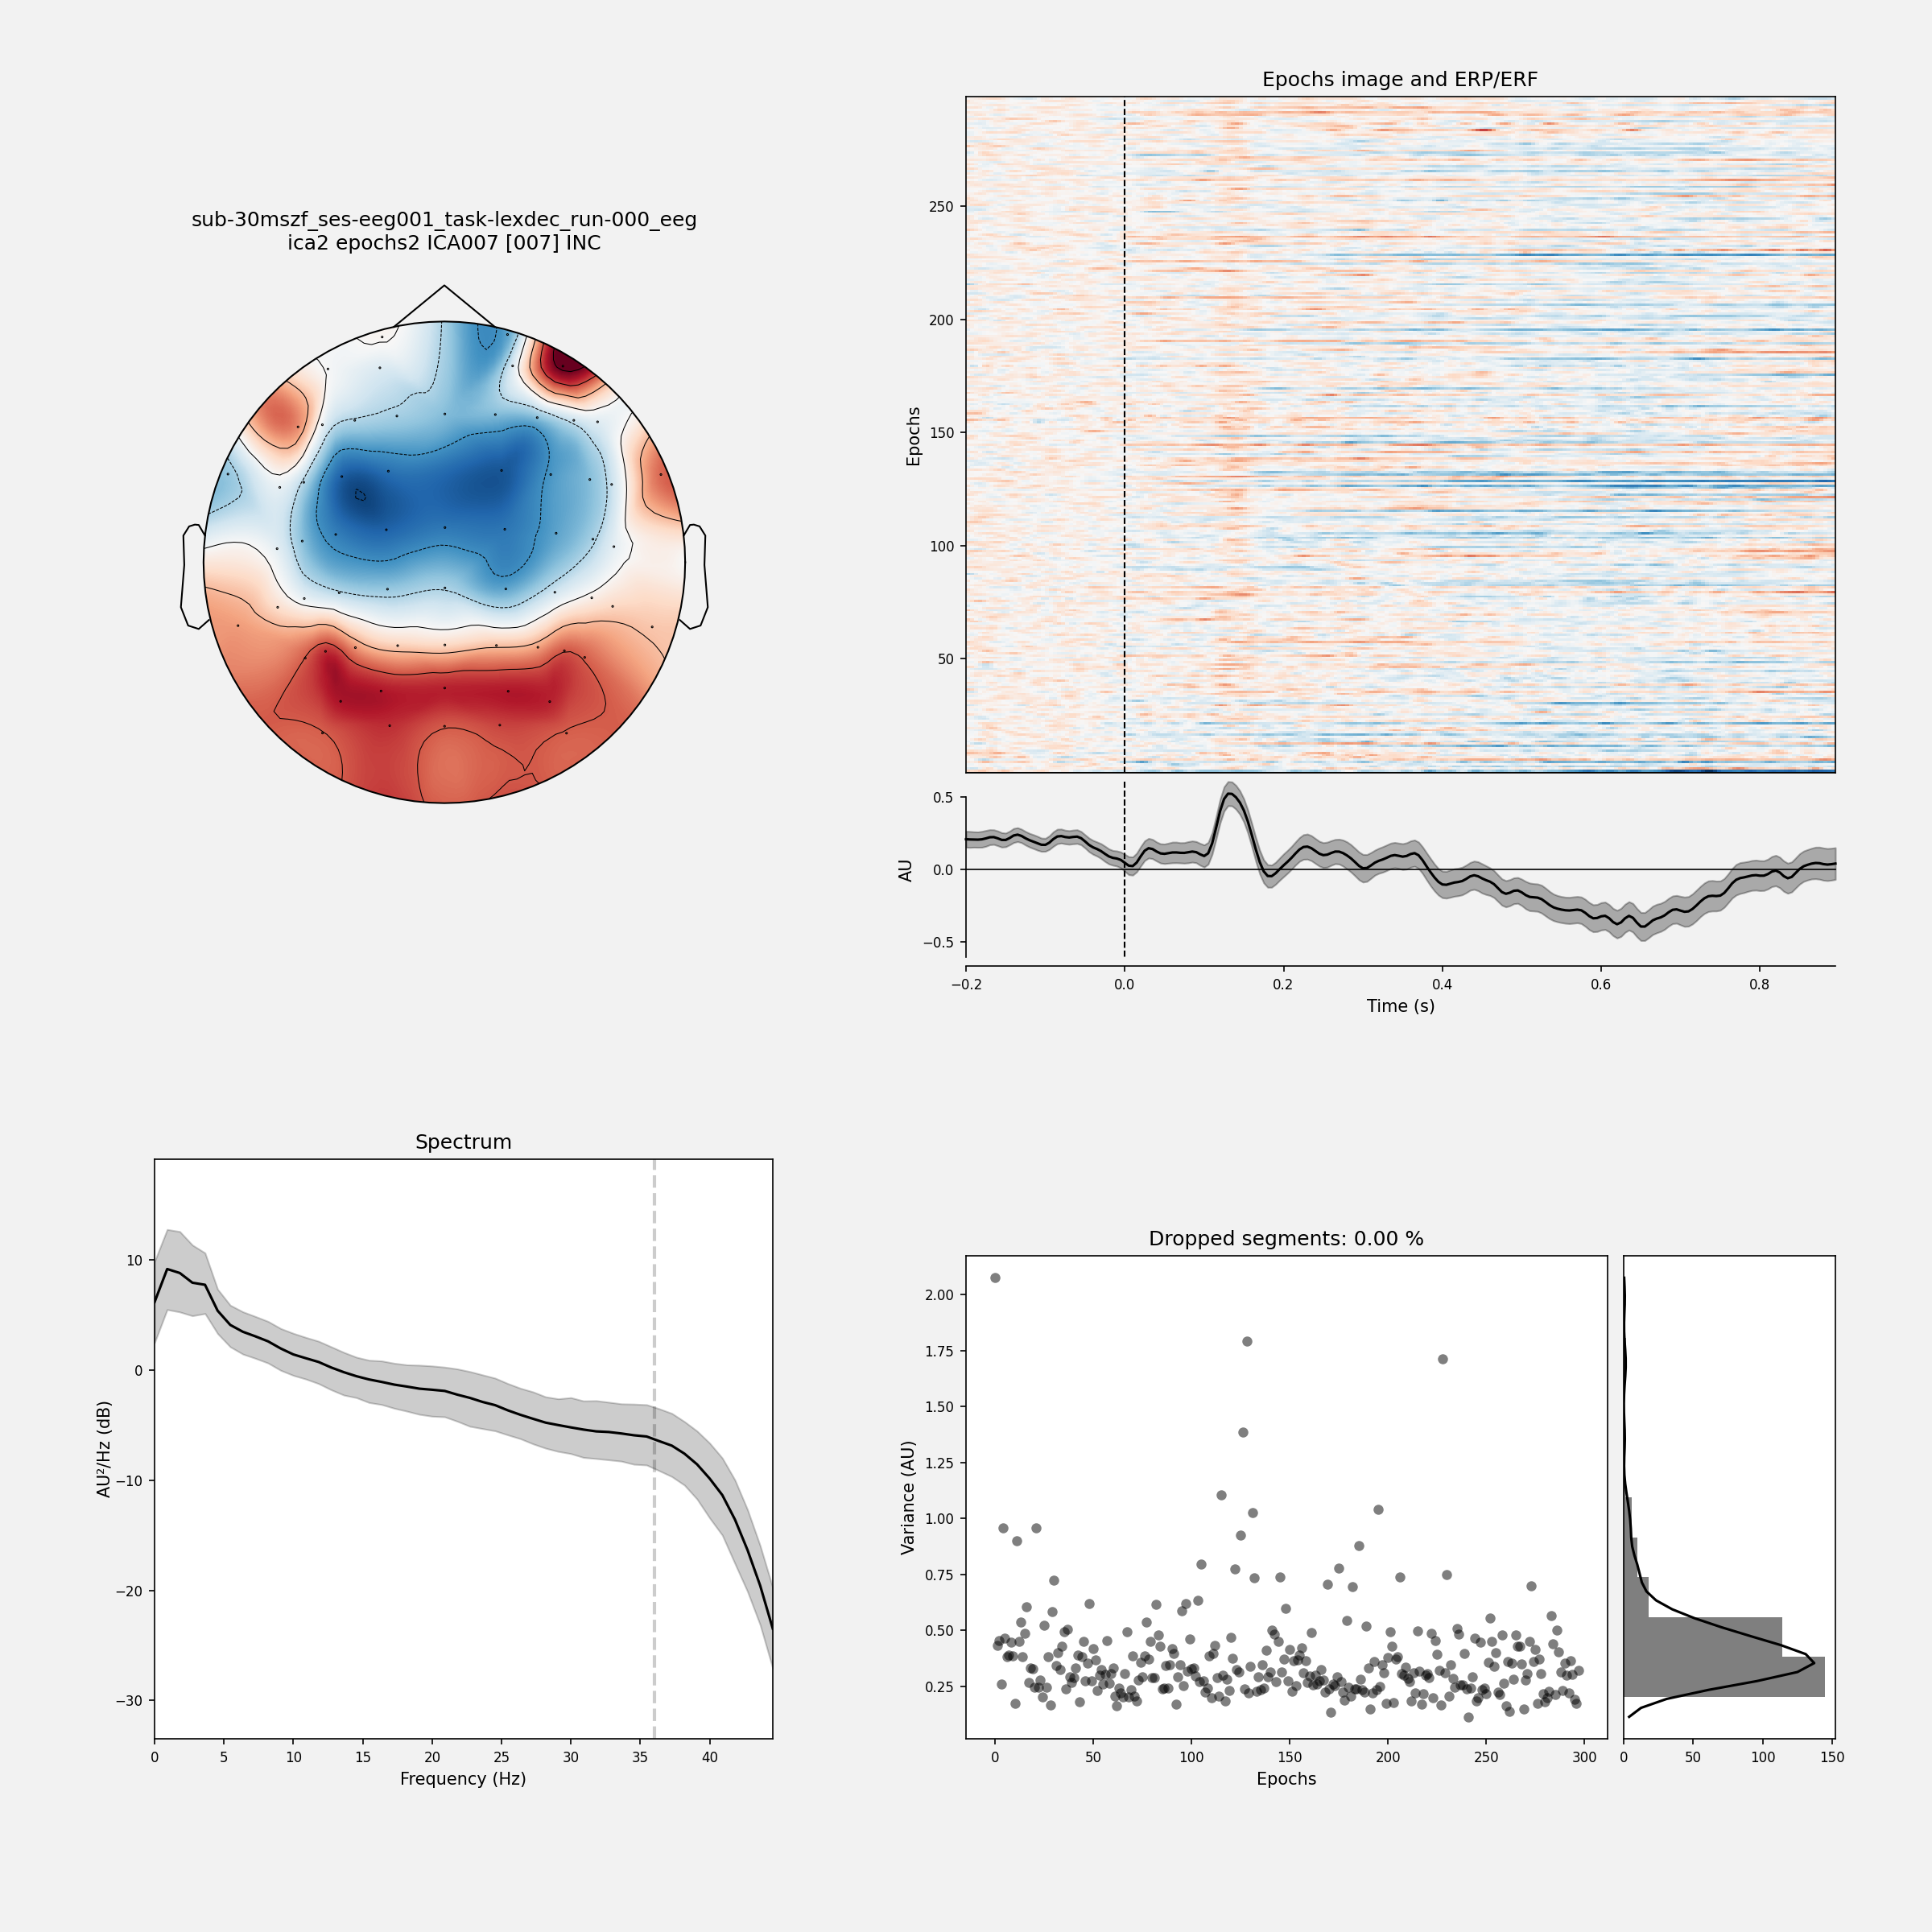 sub-30mszf_ses-eeg001_task-lexdec_run-000_eeg
ica2 epochs2 ICA007 [007] INC
Epochs image and ERP/ERF
Epochs
250
200
150
100
50
AU
0.5
0.0
−0.5
−0.2 0.0 0.2 0.4 0.6 0.8
Time (s)
Spectrum
AU²/Hz (dB)
10
0
−10
−20
−30
0 5 10 15 20 25 30 35 40
Frequency (Hz)
Dropped segments: 0.00 %
Variance (AU)
2.00
1.75
1.50
1.25
1.00
0.75
0.50
0.25
0 50 100 150 200 250 300
Epochs
0 50 100 150